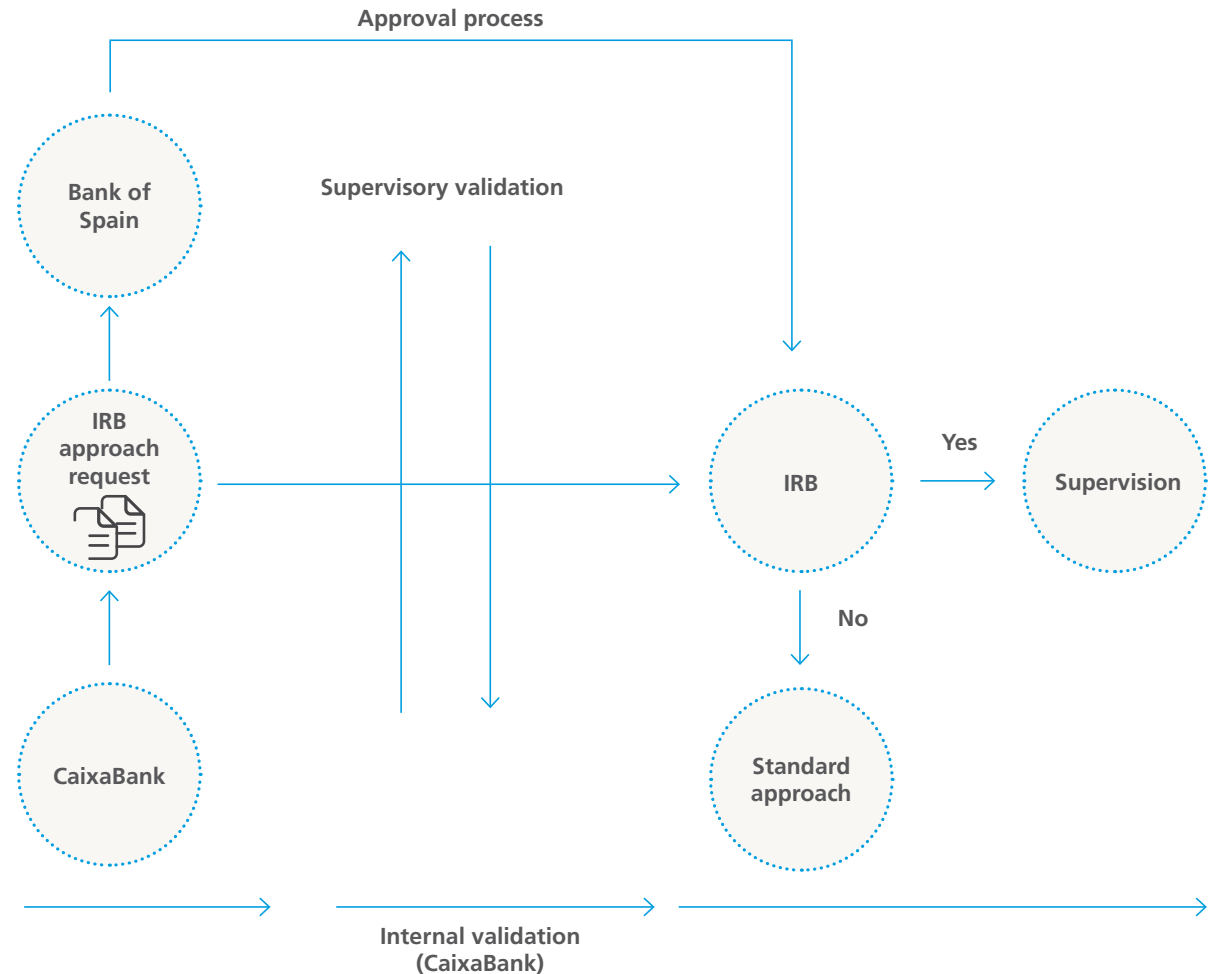 Approval process
Bank of
Spain
Supervisory validation
IRB
approach
request
IRB
Yes
Supervision
No
CaixaBank
Standard
approach
Internal validation
(CaixaBank)